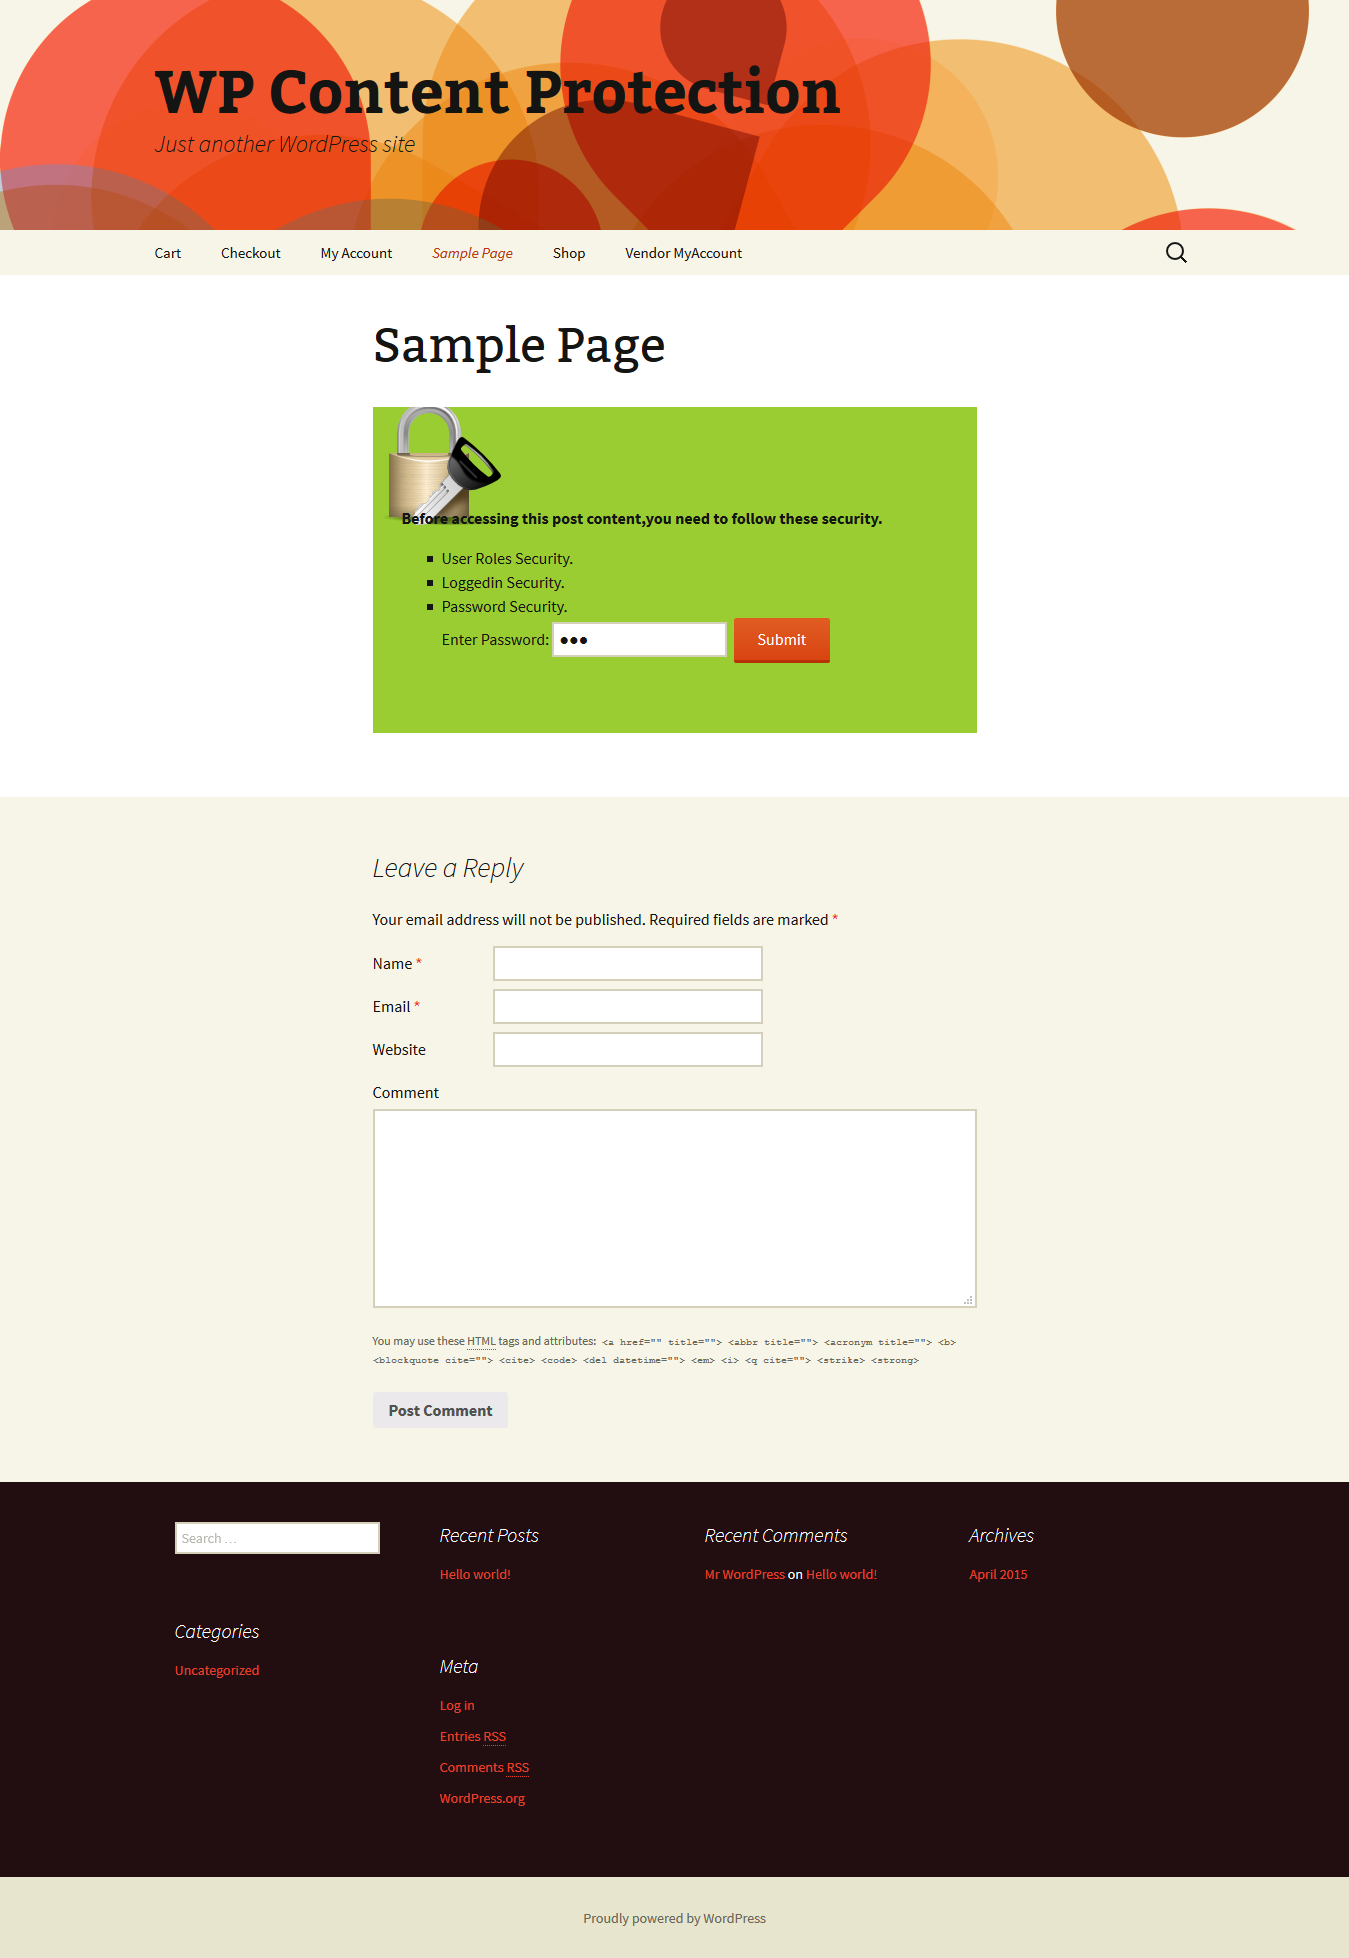 WP Content Protection
Just another WordPress site
Cart Checkout My Account Sample Page Shop Vendor MyAccount
Sample Page
Before accessing this post content,you need to follow these security.
User Roles Security.
Loggedin Security.
Password Security.
Enter Password: ●●● Submit
Leave a Reply
Your email address will not be published. Required fields are marked *
Name *
Email *
Website
Comment
You may use these HTML tags and attributes: <a href="" title=""> <abbr title=""> <acronym title=""> <b>
<blockquote cite=""> <cite> <code> <del datetime=""> <em> <i> <q cite=""> <strike> <strong>
Post Comment
Search …
Recent Posts
Hello world!
Recent Comments
Mr WordPress on Hello world!
Archives
April 2015
Categories
Uncategorized
Meta
Log in
Entries RSS
Comments RSS
WordPress.org
Proudly powered by WordPress